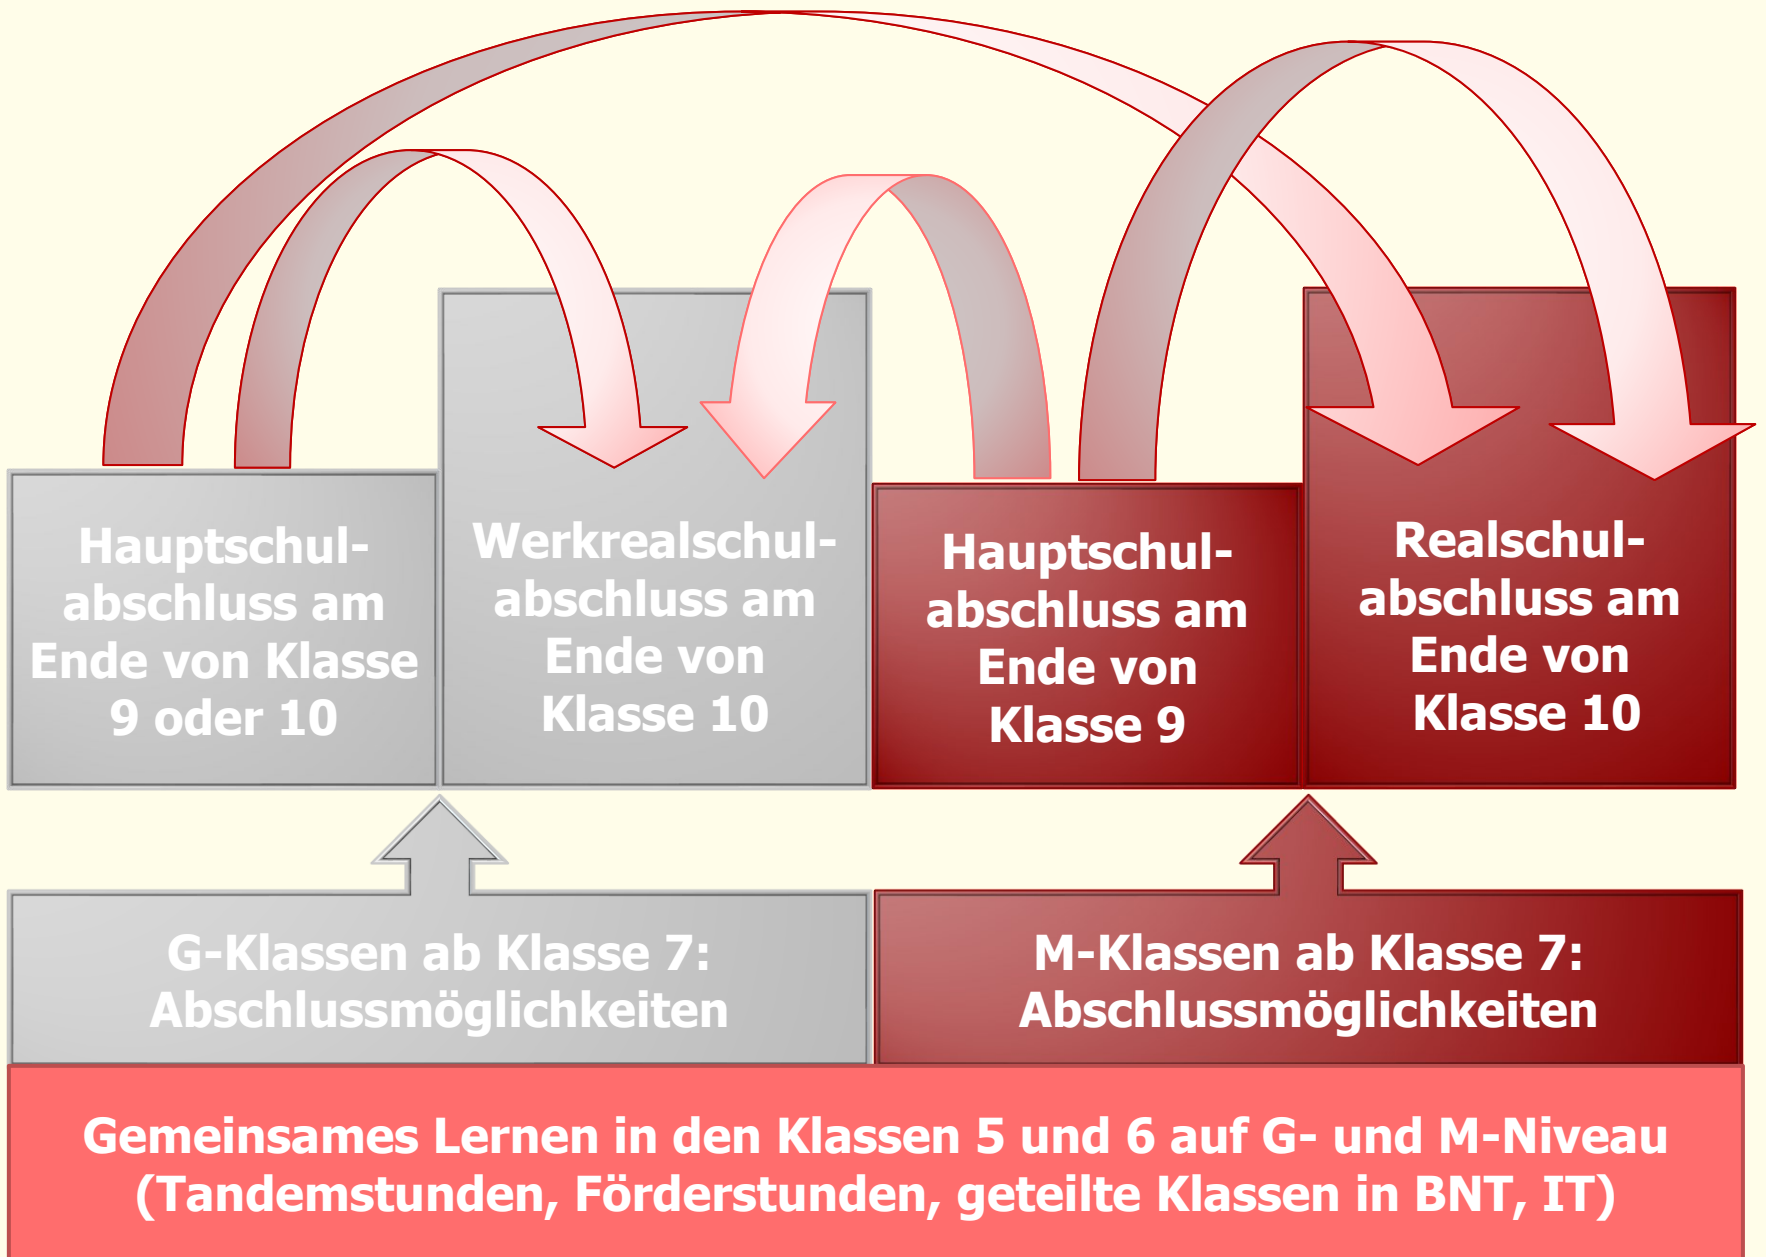 Hauptschul-
abschluss am
Ende von Klasse
9 oder 10
Werkrealschul-
abschluss am
Ende von
Klasse 10
Hauptschul-
abschluss am
Ende von
Klasse 9
Realschul-
abschluss am
Ende von
Klasse 10
G-Klassen ab Klasse 7:
Abschlussmöglichkeiten
M-Klassen ab Klasse 7:
Abschlussmöglichkeiten
Gemeinsames Lernen in den Klassen 5 und 6 auf G- und M-Niveau
(Tandemstunden, Förderstunden, geteilte Klassen in BNT, IT)